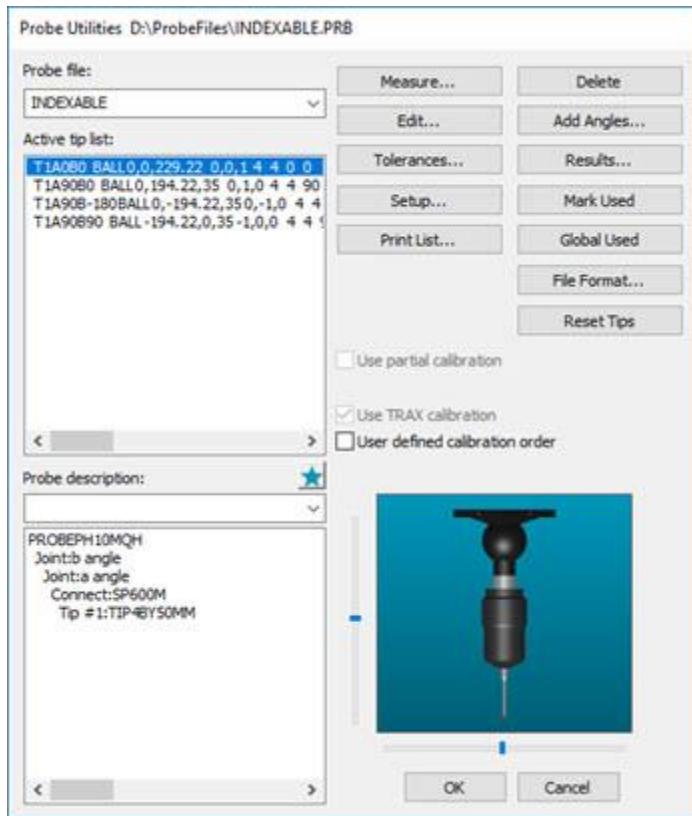 Probe Utilities D:\ProbeFiles\INDEXABLE.PRB
Probe file:
INDEXABLE
Active tip list:
T1A0B0 BALL0,0,229.22 0,0,1 4 4 0 0
T1A90B0 BALL0,194.22,35 0,1,0 4 4 90
T1A90B-180BALL0,-194.22,350,-1,0 4 4
T1A90B90 BALL-194.22,0,35-1,0,0 4 4
Measure...
Delete
Edit...
Add Angles...
Tolerances...
Results...
Setup...
Mark Used
Print List...
Global Used
File Format...
Reset Tips
Use partial calibration
Use TRAX calibration
User defined calibration order
Probe description:
PROBEPH10MQH
Joint:b angle
Joint:a angle
Connect:SP600M
Tip #1:TIP4BY50MM
OK
Cancel